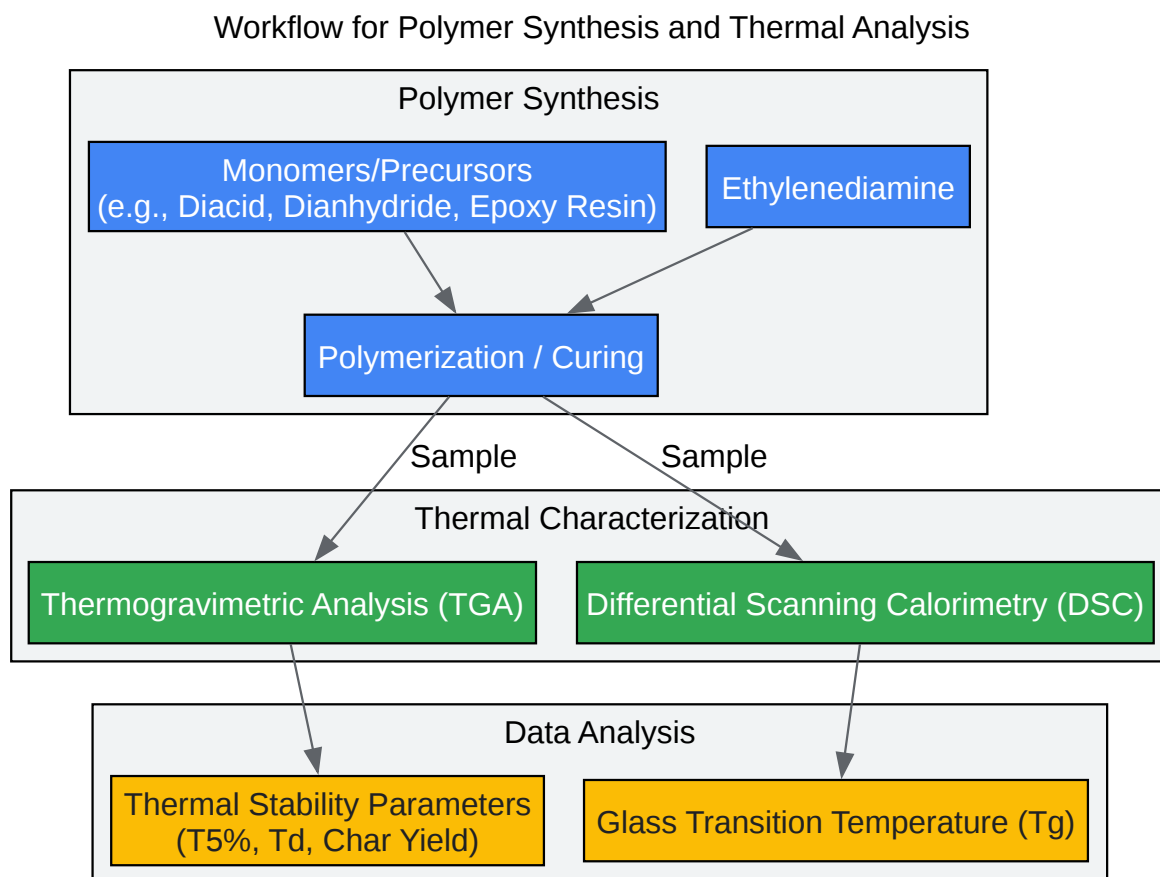 Workflow for Polymer Synthesis and Thermal Analysis
Polymer Synthesis
Monomers/Precursors
(e.g., Diacid, Dianhydride, Epoxy Resin)
Ethylenediamine
Polymerization / Curing
Sample
Sample
Thermal Characterization
Thermogravimetric Analysis (TGA)
Differential Scanning Calorimetry (DSC)
Data Analysis
Thermal Stability Parameters
(T5%, Td, Char Yield)
Glass Transition Temperature (Tg)